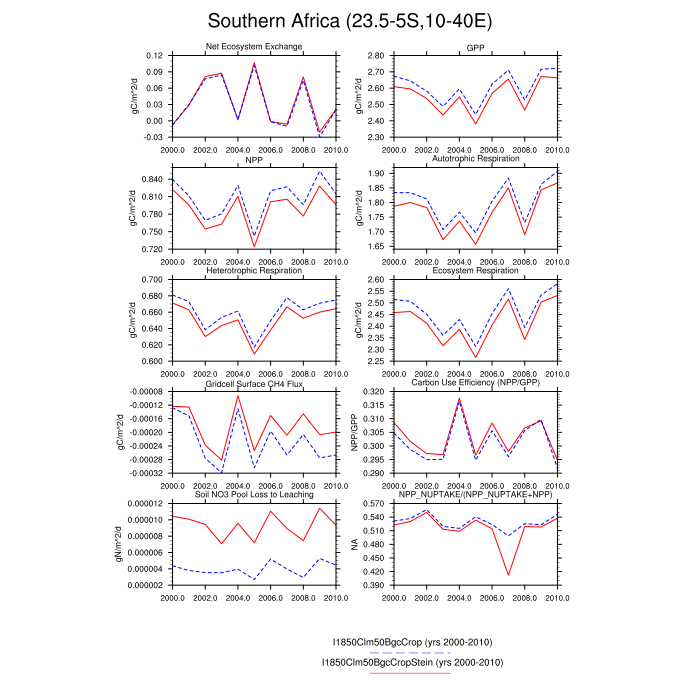 Southern Africa (23.5-5S,10-40E)
Net Ecosystem Exchange
gC/m^2/d
0.12
0.09
0.06
0.03
0.00
-0.03
2000.0 2002.0 2004.0 2006.0 2008.0 2010.0
GPP
gC/m^2/d
2.80
2.70
2.60
2.50
2.40
2.30
2000.0 2002.0 2004.0 2006.0 2008.0 2010.0
NPP
gC/m^2/d
0.840
0.810
0.780
0.750
0.720
2000.0 2002.0 2004.0 2006.0 2008.0 2010.0
Autotrophic Respiration
gC/m^2/d
1.90
1.85
1.80
1.75
1.70
1.65
2000.0 2002.0 2004.0 2006.0 2008.0 2010.0
Heterotrophic Respiration
gC/m^2/d
0.700
0.680
0.660
0.640
0.620
0.600
2000.0 2002.0 2004.0 2006.0 2008.0 2010.0
Ecosystem Respiration
gC/m^2/d
2.60
2.55
2.50
2.45
2.40
2.35
2.30
2.25
2000.0 2002.0 2004.0 2006.0 2008.0 2010.0
Gridcell Surface CH4 Flux
gC/m^2/d
-0.00008
-0.00012
-0.00016
-0.00020
-0.00024
-0.00028
-0.00032
2000.0 2002.0 2004.0 2006.0 2008.0 2010.0
Carbon Use Efficiency (NPP/GPP)
NPP/GPP
0.320
0.315
0.310
0.305
0.300
0.295
0.290
2000.0 2002.0 2004.0 2006.0 2008.0 2010.0
Soil NO3 Pool Loss to Leaching
gN/m^2/d
0.000012
0.000010
0.000008
0.000006
0.000004
0.000002
2000.0 2002.0 2004.0 2006.0 2008.0 2010.0
NPP_NUPTAKE/(NPP_NUPTAKE+NPP)
NA
0.570
0.540
0.510
0.480
0.450
0.420
0.390
2000.0 2002.0 2004.0 2006.0 2008.0 2010.0
I1850Clm50BgcCrop (yrs 2000-2010)
I1850Clm50BgcCropStein (yrs 2000-2010)